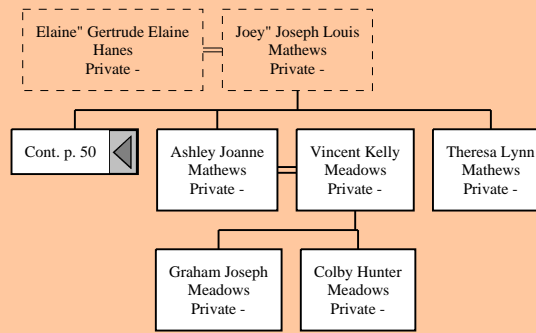 Elaine" Gertrude Elaine
Hanes
Private -
Joey" Joseph Louis
Mathews
Private -
Cont. p. 50
Ashley Joanne
Mathews
Private -
Vincent Kelly
Meadows
Private -
Theresa Lynn
Mathews
Private -
Graham Joseph
Meadows
Private -
Colby Hunter
Meadows
Private -